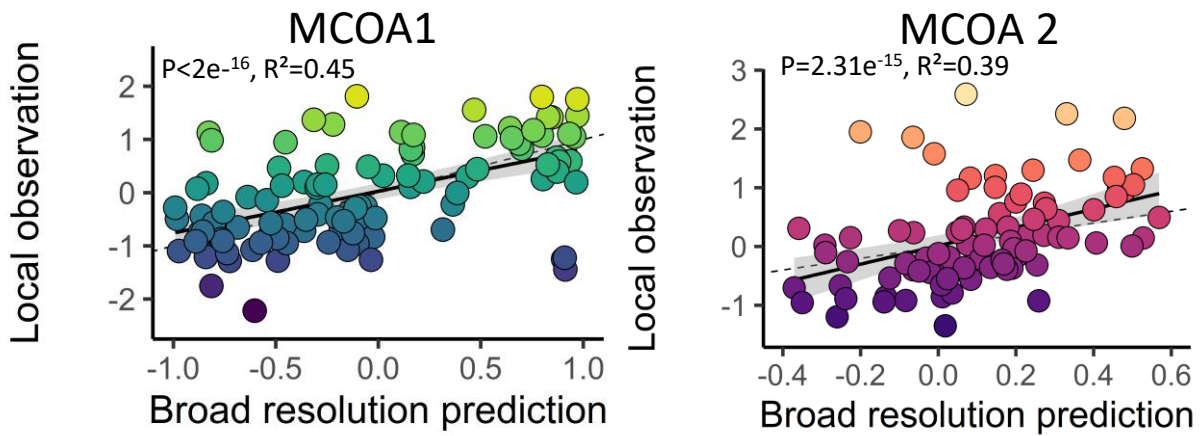 MCOA1
P<2e-¹⁶, R²=0.45
Local observation
2
1
0
-1
-2
-1.0 -0.5 0.0 0.5 1.0
Broad resolution prediction
MCOA 2
P=2.31e⁻¹⁵, R²=0.39
Local observation
3
2
1
0
-1
-0.4 -0.2 0.0 0.2 0.4 0.6
Broad resolution prediction